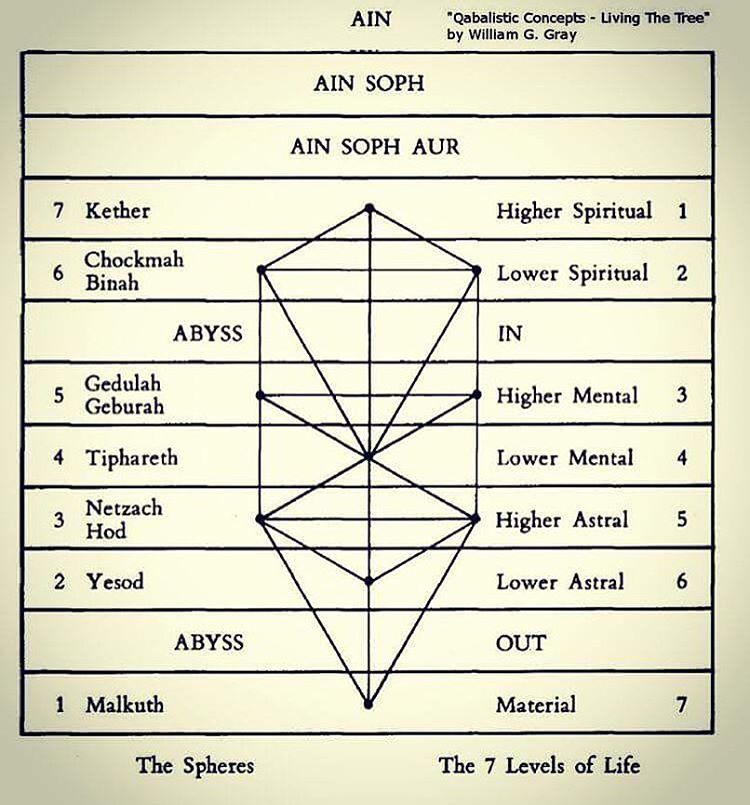 AIN
"Qabalistic Concepts - Living The Tree"
by William G. Gray
AIN SOPH
AIN SOPH AUR
7 Kether Higher Spiritual 1
6 Chockmah
Binah Lower Spiritual 2
ABYSS IN
5 Gedulah
Geburah Higher Mental 3
4 Tiphareth Lower Mental 4
3 Netzach
Hod Higher Astral 5
2 Yesod Lower Astral 6
ABYSS OUT
1 Malkuth Material 7
The Spheres The 7 Levels of Life